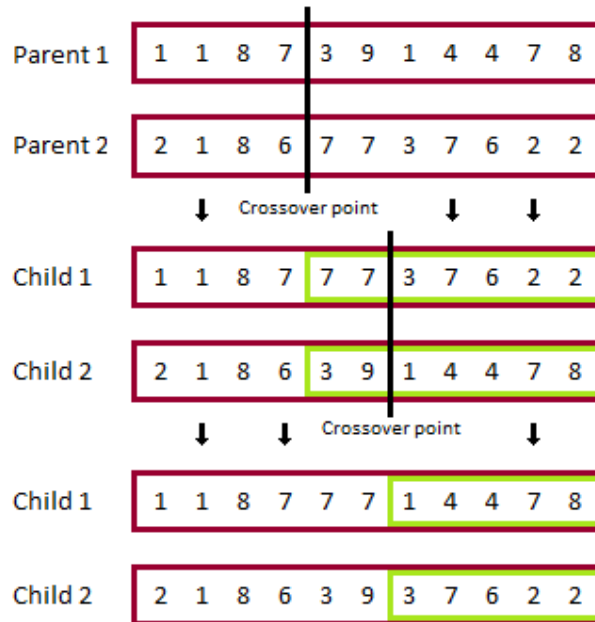 Parent 1 1 1 8 7 3 9 1 4 4 7 8
Parent 2 2 1 8 6 7 7 3 7 6 2 2
Crossover point
Child 1 1 1 8 7 7 7 3 7 6 2 2
Child 2 2 1 8 6 3 9 1 4 4 7 8
Crossover point
Child 1 1 1 8 7 7 7 1 4 4 7 8
Child 2 2 1 8 6 3 9 3 7 6 2 2